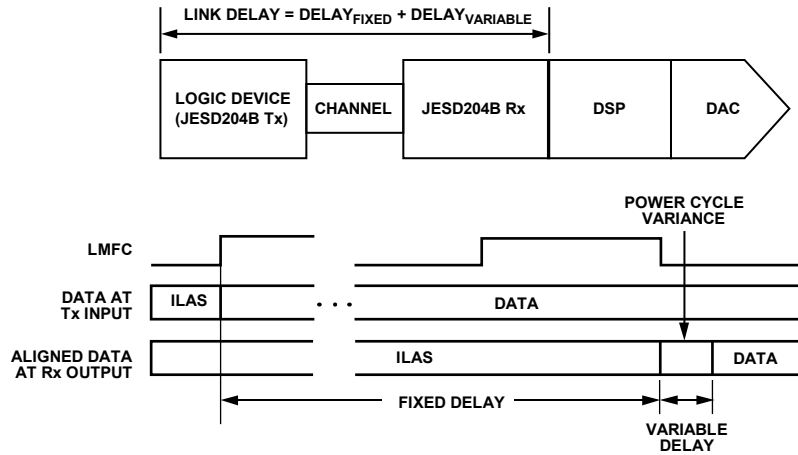 LINK DELAY = DELAYFIXED + DELAYVARIABLE
LOGIC DEVICE
(JESD204B Tx)
CHANNEL
JESD204B Rx
DSP
DAC
POWER CYCLE
VARIANCE
LMFC
DATA AT
Tx INPUT
ILAS
DATA
ALIGNED DATA
AT Rx OUTPUT
ILAS
DATA
FIXED DELAY
VARIABLE
DELAY